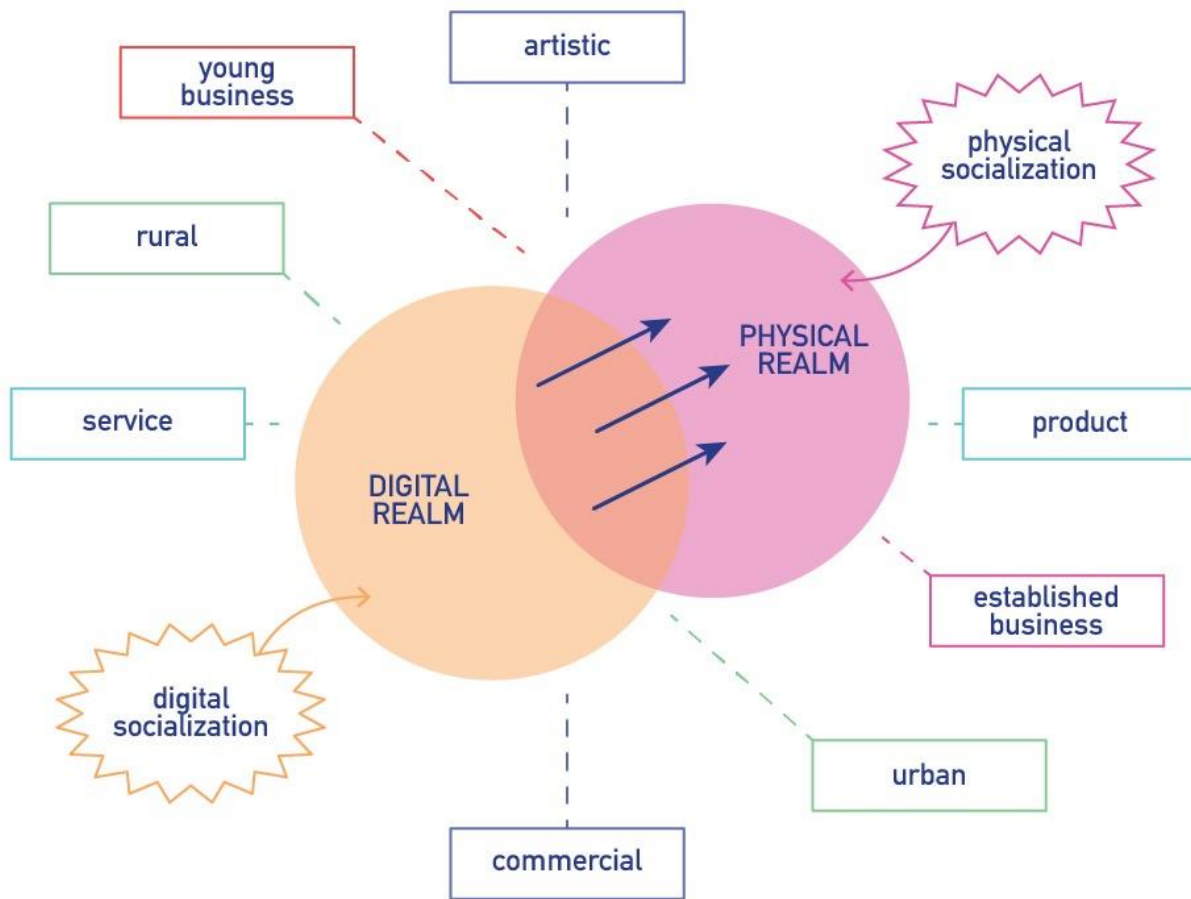 artistic
young
business
physical
socialization
rural
PHYSICAL
REALM
service
product
DIGITAL
REALM
established
business
digital
socialization
urban
commercial